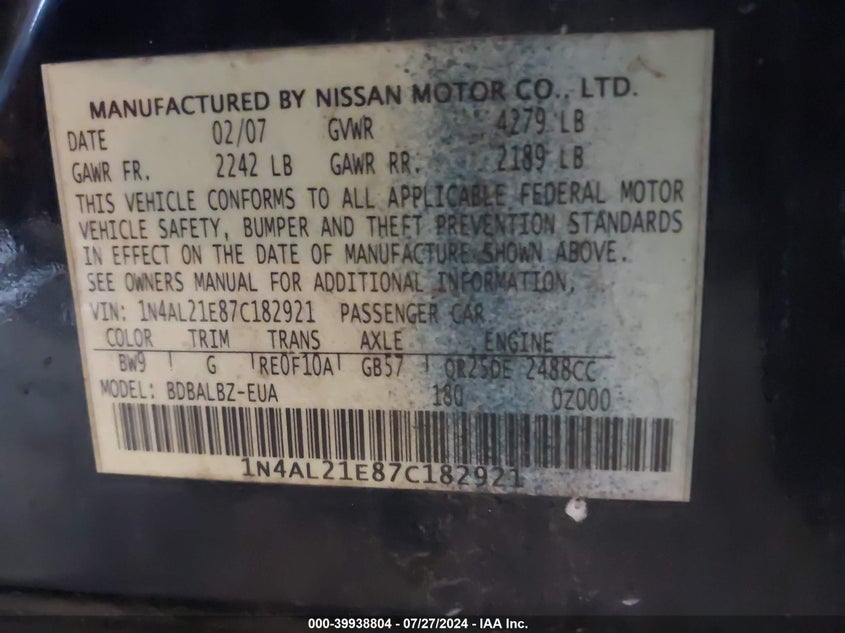 MANUFACTURED BY NISSAN MOTOR CO., LTD.
DATE 02/07 GVWR 4279 LB
GAWR FR. 2242 LB GAWR RR. 2189 LB
THIS VEHICLE CONFORMS TO ALL APPLICABLE FEDERAL MOTOR
VEHICLE SAFETY, BUMPER AND THEFT PREVENTION STANDARDS
IN EFFECT ON THE DATE OF MANUFACTURE SHOWN ABOVE.
SEE OWNERS MANUAL FOR ADDITIONAL INFORMATION.
VIN: 1N4AL21E87C182921 PASSENGER CAR
COLOR TRIM TRANS AXLE ENGINE
BW9 G RE0F10A GB57 QR25DE 2488CC
MODEL: BDBALBZ-EUA 180 0Z000
1N4AL21E87C182921
000-39938804 / 07/27/2024 - IAA Inc.